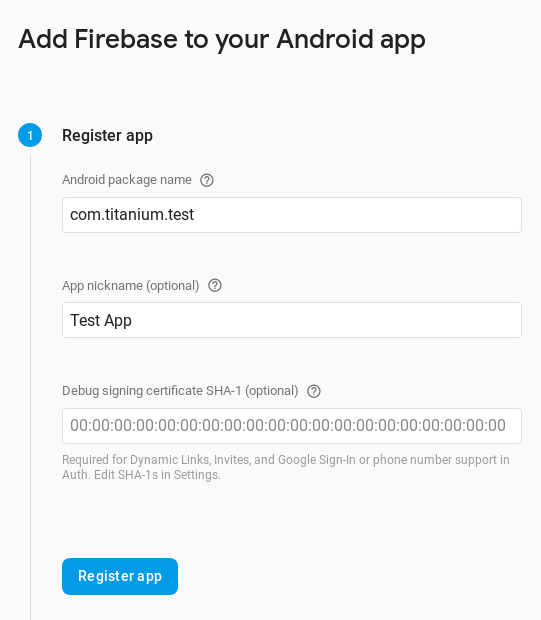 Add Firebase to your Android app
1 Register app
Android package name ?
com.titanium.test
App nickname (optional) ?
Test App
Debug signing certificate SHA-1 (optional) ?
00:00:00:00:00:00:00:00:00:00:00:00:00:00:00:00:00:00:00:00
Required for Dynamic Links, Invites, and Google Sign-In or phone number support in
Auth. Edit SHA-1s in Settings.
Register app